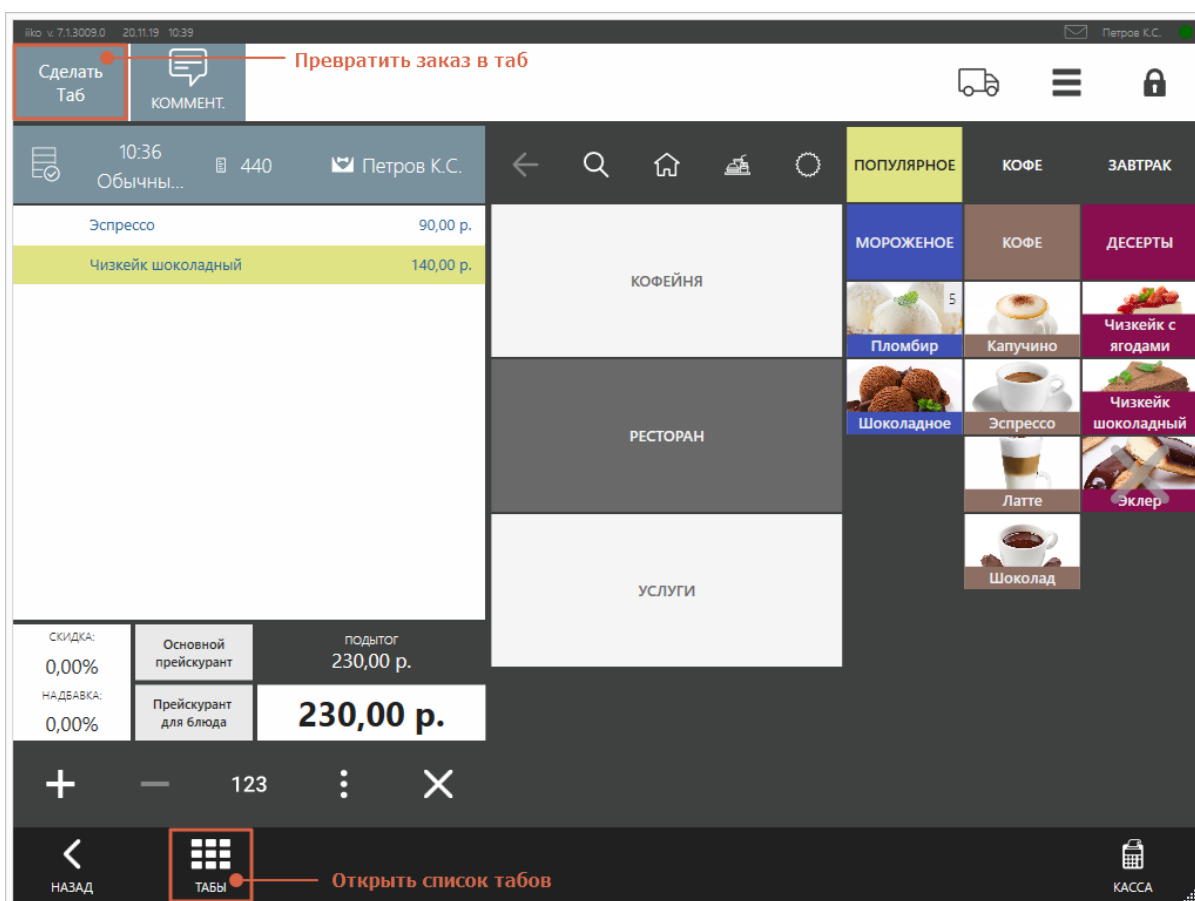 iiko v. 7.1.3009.0 20.11.19 10:39
Петров К.С.
Сделать
Таб
КОММЕНТ.
Превратить заказ в таб
10:36
Обычны...
440
Петров К.С.
Эспрессо 90,00 р.
Чизкейк шоколадный 140,00 р.
КОФЕЙНЯ
РЕСТОРАН
УСЛУГИ
ПОПУЛЯРНОЕ КОФЕ ЗАВТРАК
МОРОЖЕНОЕ КОФЕ ДЕСЕРТЫ
5
Пломбир
Капучино
Чизкейк с
ягодами
Шоколадное
Эспрессо
Чизкейк
шоколадный
Латте
Эклер
Шоколад
СКИДКА:
0,00%
НАДБАВКА:
0,00%
Основной
прейскурант
Прейскурант
для блюда
ПОДЫТОГ
230,00 р.
230,00 р.
123
НАЗАД
ТАБЫ
Открыть список табов
КАССА